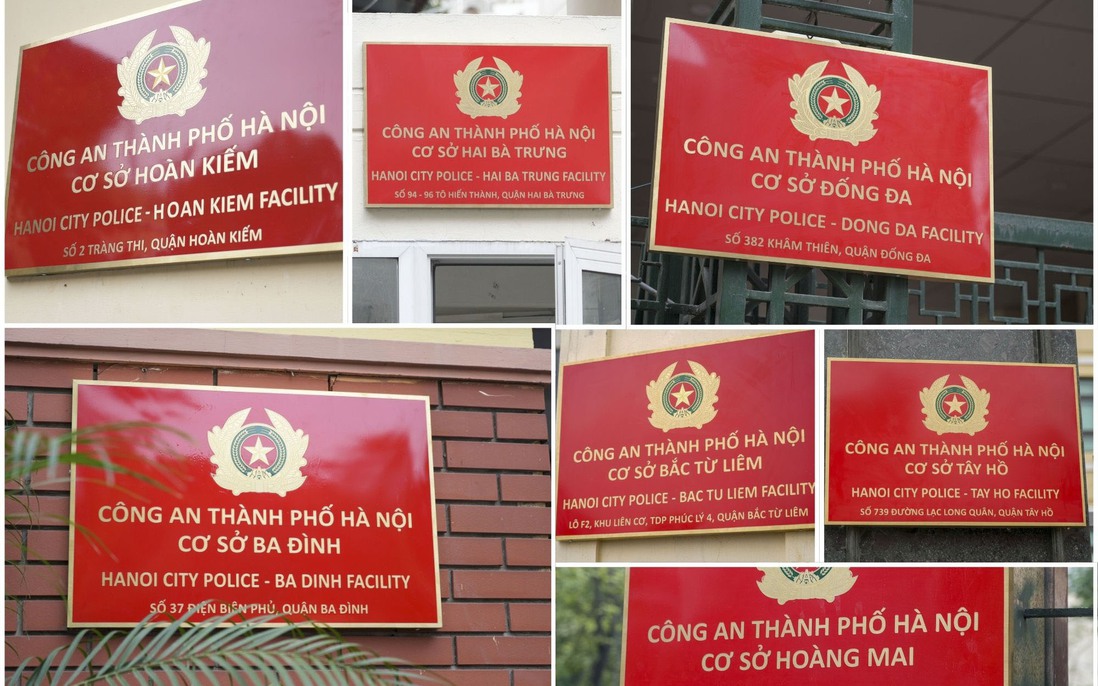 CÔNG AN THÀNH PHỐ HÀ NỘI
CƠ SỞ HOÀN KIẾM
HANOI CITY POLICE - HOAN KIEM FACILITY
SỐ 2 TRÀNG THI, QUẬN HOÀN KIẾM
CÔNG AN THÀNH PHỐ HÀ NỘI
CƠ SỞ HAI BÀ TRƯNG
HANOI CITY POLICE - HAI BA TRUNG FACILITY
SỐ 94 - 96 TÔ HIẾN THÀNH, QUẬN HAI BÀ TRƯNG
CÔNG AN THÀNH PHỐ HÀ NỘI
CƠ SỞ ĐỐNG ĐA
HANOI CITY POLICE - DONG DA FACILITY
SỐ 382 KHÂM THIÊN, QUẬN ĐỐNG ĐA
CÔNG AN THÀNH PHỐ HÀ NỘI
CƠ SỞ BA ĐÌNH
HANOI CITY POLICE - BA DINH FACILITY
SỐ 37 ĐIỆN BIÊN PHỦ, QUẬN BA ĐÌNH
CÔNG AN THÀNH PHỐ HÀ NỘI
CƠ SỞ BẮC TỪ LIÊM
HANOI CITY POLICE - BAC TU LIEM FACILITY
LÔ F2, KHU LIÊN CƠ, TDP PHÚC LÝ 4, QUẬN BẮC TỪ LIÊM
CÔNG AN THÀNH PHỐ HÀ NỘI
CƠ SỞ TÂY HỒ
HANOI CITY POLICE - TAY HO FACILITY
SỐ 739 ĐƯỜNG LẠC LONG QUÂN, QUẬN TÂY HỒ
CÔNG AN THÀNH PHỐ HÀ NỘI
CƠ SỞ HOÀNG MAI